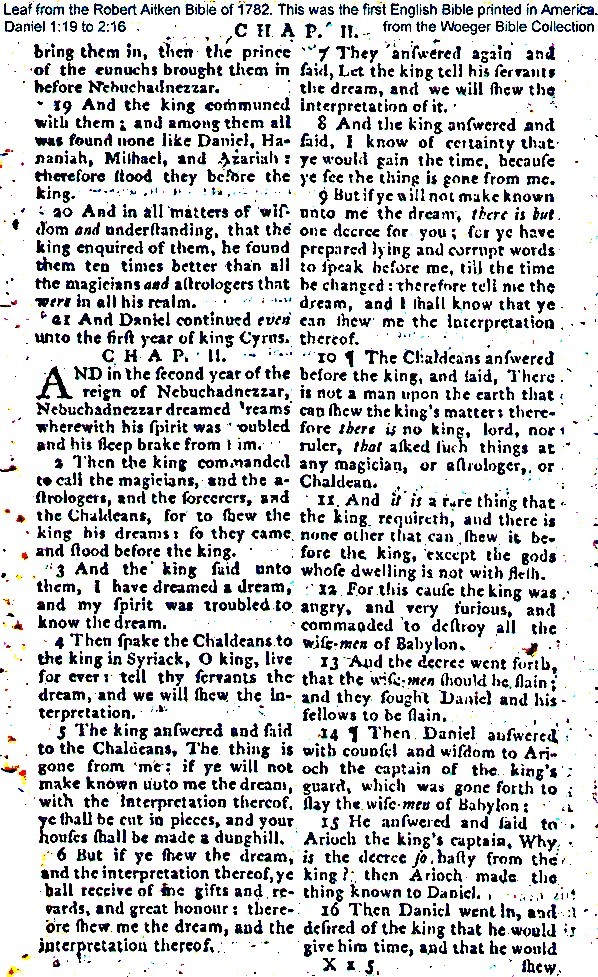 Leaf from the Robert Aitken Bible of 1782. This was the first English Bible printed in America.
Daniel 1:19 to 2:16
from the Woeger Bible Collection
C H A P. II.
bring them in, then the prince
of the eunuchs brought them in
before Nebuchadnezzar.
19 And the king communed
with them; and among them all
was found none like Daniel, Ha-
naniah, Miſhael, and Azariah:
therefore ſtood they before the
king.
20 And in all matters of wiſ-
dom and underſtanding, that the
king enquired of them, he found
them ten times better than all
the magicians and aſtrologers that
were in all his realm.
21 And Daniel continued even
unto the firſt year of king Cyrus.
C H A P. II.
AND in the ſecond year of the
reign of Nebuchadnezzar,
Nebuchadnezzar dreamed reams
wherewith his ſpirit was oubled
and his ſleep brake from im.
2 Then the king commanded
to call the magicians, and the a-
ſtrologers, and the ſorcerers, and
the Chaldeans, for to ſhew the
king his dreams: ſo they came
and ſtood before the king.
3 And the king ſaid unto
them, I have dreamed a dream,
and my ſpirit was troubled to
know the dream.
4 Then ſpake the Chaldeans to
the king in Syriack, O king, live
for ever: tell thy ſervants the
dream, and we will ſhew the in-
terpretation.
5 The king anſwered and ſaid
to the Chaldeans, The thing is
gone from me: if ye will not
make known unto me the dream,
with the interpretation thereof,
ye ſhall be cut in pieces, and your
houſes ſhall be made a dunghill.
6 But if ye ſhew the dream,
and the interpretation thereof, ye
hall receive of me gifts and re-
wards, and great honour: there-
ore ſhew me the dream, and the
interpretation thereof.
7 They anſwered again and
ſaid, Let the king tell his ſervants
the dream, and we will ſhew the
interpretation of it.
8 And the king anſwered and
ſaid, I know of certainty that
ye would gain the time, becauſe
ye ſee the thing is gone from me.
9 But if ye will not make known
unto me the dream, there is but
one decree for you; for ye have
prepared lying and corrupt words
to ſpeak before me, till the time
be changed: therefore tell me the
dream, and I ſhall know that ye
can ſhew me the interpretation
thereof.
10 ¶ The Chaldeans anſwered
before the king, and ſaid, There
is not a man upon the earth that
can ſhew the king's matter: there-
fore there is no king, lord, nor
ruler, that aſked ſuch things at
any magician, or aſtrologer, or
Chaldean.
11 And it is a rare thing that
the king requireth, and there is
none other that can ſhew it be-
fore the king, except the gods
whoſe dwelling is not with fleſh.
12 For this cauſe the king was
angry, and very furious, and
commanded to deſtroy all the
wiſe-men of Babylon.
13 And the decree went forth,
that the wiſe-men ſhould be ſlain;
and they ſought Daniel and his
fellows to be ſlain.
14 ¶ Then Daniel anſwered
with counſel and wiſdom to Ari-
och the captain of the king's
guard, which was gone forth to
ſlay the wiſe-men of Babylon:
15 He anſwered and ſaid to
Arioch the king's captain, Why
is the decree ſo haſty from the
king? then Arioch made the
thing known to Daniel.
16 Then Daniel went in, and
deſired of the king that he would
give him time, and that he would
X x 5 ſhew